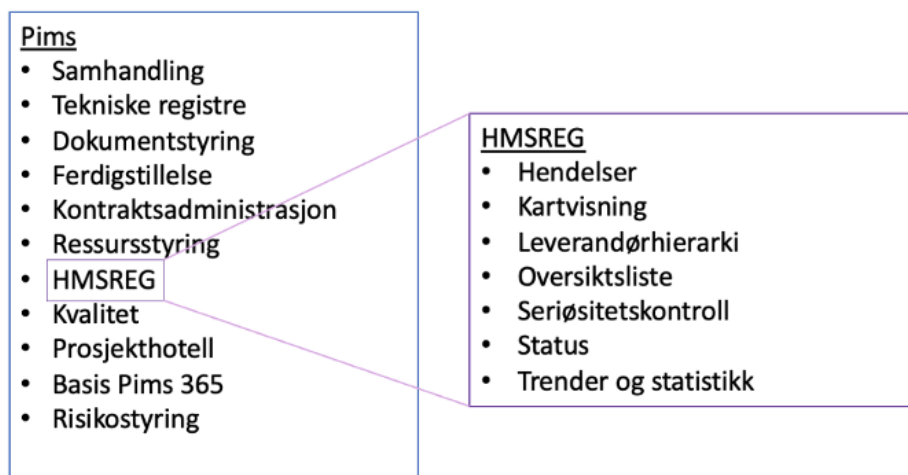 Pims
• Samhandling
• Tekniske registre
• Dokumentstyring
• Ferdigstillelse
• Kontraktsadministrasjon
• Ressursstyring
• HMSREG
• Kvalitet
• Prosjekthotell
• Basis Pims 365
• Risikostyring
HMSREG
• Hendelser
• Kartvisning
• Leverandørhierarki
• Oversiktsliste
• Seriøsitetskontroll
• Status
• Trender og statistikk